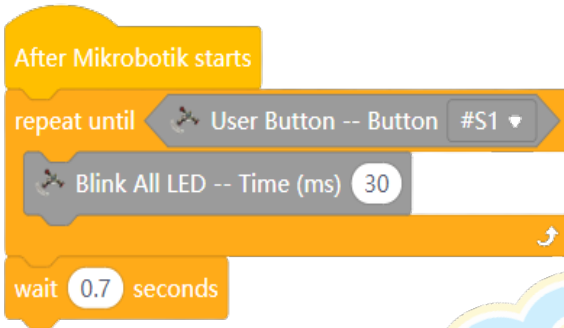 After Mikrobotik starts
repeat until User Button -- Button #S1
Blink All LED -- Time (ms) 30
wait 0.7 seconds